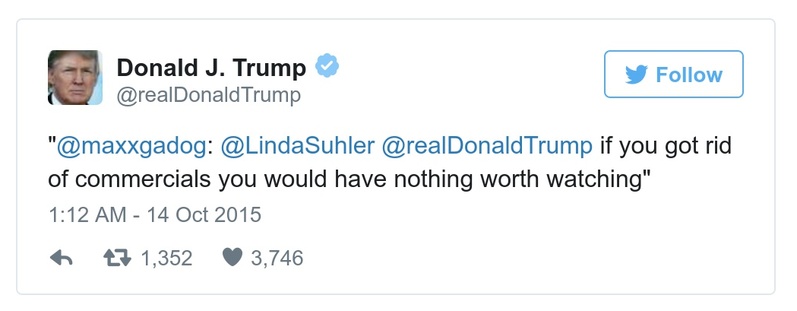 Donald J. Trump
@realDonaldTrump
Follow
"@maxxgadog: @LindaSuhler @realDonaldTrump if you got rid
of commercials you would have nothing worth watching"
1:12 AM - 14 Oct 2015
1,352 3,746